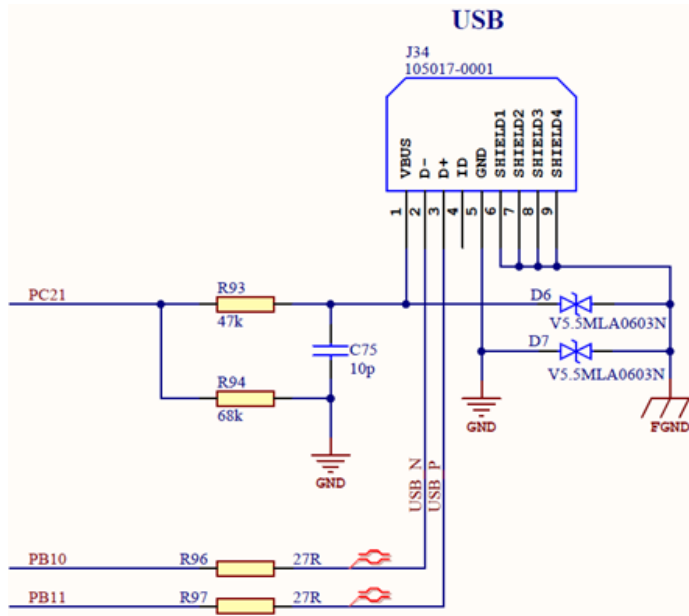 USB
J34
105017-0001
VBUS
D-
D+
ID
GND
SHIELD1
SHIELD2
SHIELD3
SHIELD4
1
2
3
4
5
6
7
8
9
PC21
R93
47k
C75
10p
R94
68k
GND
D6
V5.5MLA0603N
D7
V5.5MLA0603N
GND
FGND
USB_N
USB_P
PB10
R96
27R
PB11
R97
27R